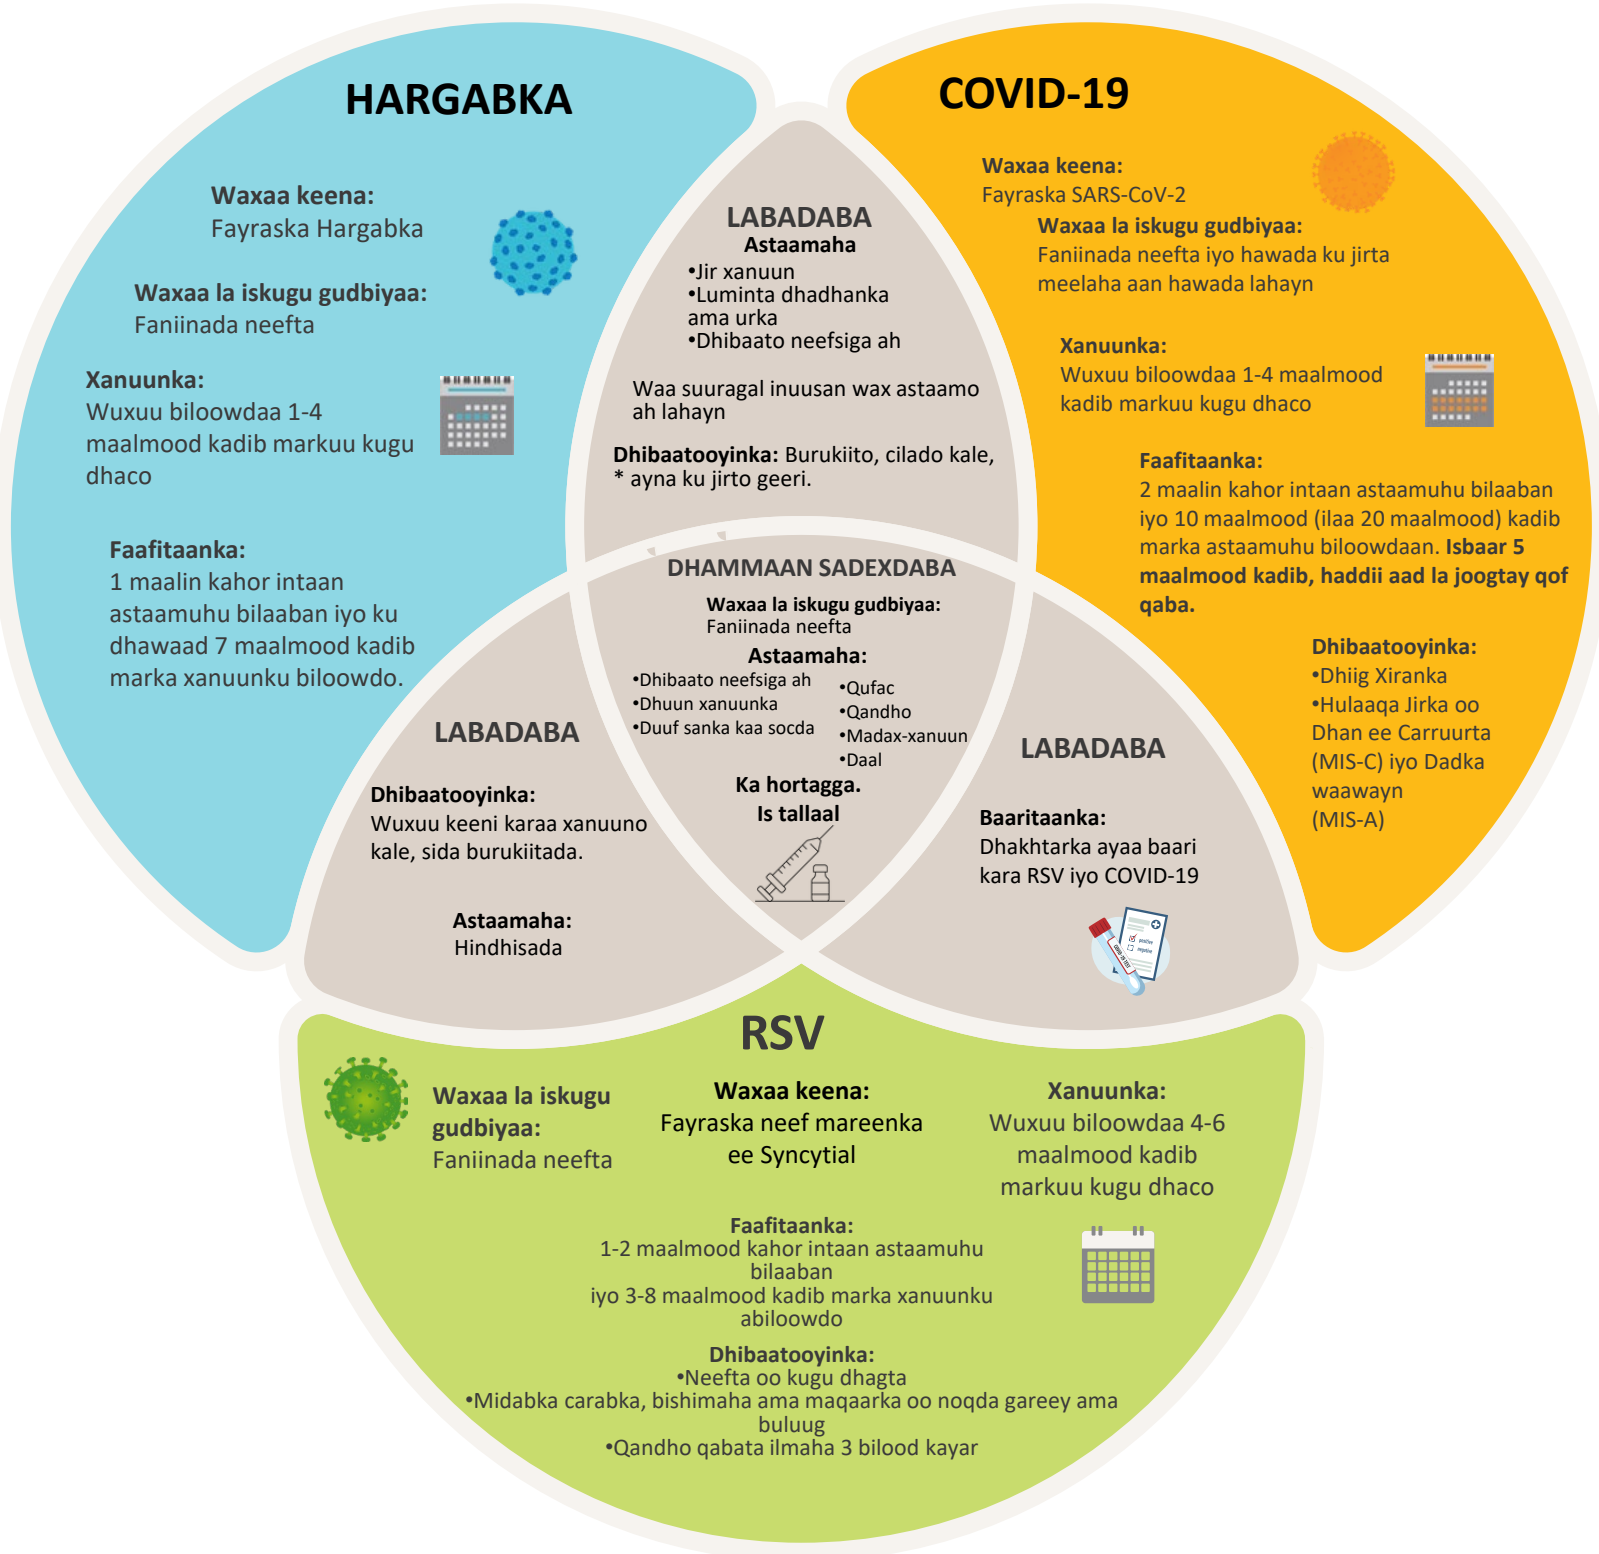 HARGABKA
Waxaa keena:
Fayraska Hargabka
Waxaa la iskugu gudbiyaa:
Faniinada neefta
Xanuunka:
Wuxuu biloowdaa 1-4
maalmood kadib markuu kugu
dhaco
Faafitaanka:
1 maalin kahor intaan
astaamuhu bilaaban iyo ku
dhawaad 7 maalmood kadib
marka xanuunku biloowdo.
COVID-19
Waxaa keena:
Fayraska SARS-CoV-2
Waxaa la iskugu gudbiyaa:
Faniinada neefta iyo hawada ku jirta
meelaha aan hawada lahayn
Xanuunka:
Wuxuu biloowdaa 1-4 maalmood
kadib markuu kugu dhaco
Faafitaanka:
2 maalin kahor intaan astaamuhu bilaaban
iyo 10 maalmood (ilaa 20 maalmood) kadib
marka astaamuhu biloowdaan. Isbaar 5
maalmood kadib, haddii aad la joogtay qof
qaba.
Dhibaatooyinka:
•Dhiig Xiranka
•Hulaaqa Jirka oo
Dhan ee Carruurta
(MIS-C) iyo Dadka
waawayn
(MIS-A)
LABADABA
Astaamaha
•Jir xanuun
•Luminta dhadhanka
ama urka
•Dhibaato neefsiga ah
Waa suuragal inuusan wax astaamo
ah lahayn
Dhibaatooyinka: Burukiito, cilado kale,
* ayna ku jirto geeri.
DHAMMAAN SADEXDABA
Waxaa la iskugu gudbiyaa:
Faniinada neefta
Astaamaha:
•Dhibaato neefsiga ah
•Dhuun xanuunka
•Duuf sanka kaa socda
•Qufac
•Qandho
•Madax-xanuun
•Daal
Ka hortagga.
Is tallaal
LABADABA
Dhibaatooyinka:
Wuxuu keeni karaa xanuuno
kale, sida burukiitada.
Astaamaha:
Hindhisada
LABADABA
Baaritaanka:
Dhakhtarka ayaa baari
kara RSV iyo COVID-19
positive
negative
COVID-19 TEST
RSV
Waxaa la iskugu
gudbiyaa:
Faniinada neefta
Waxaa keena:
Fayraska neef mareenka
ee Syncytial
Xanuunka:
Wuxuu biloowdaa 4-6
maalmood kadib
markuu kugu dhaco
Faafitaanka:
1-2 maalmood kahor intaan astaamuhu
bilaaban
iyo 3-8 maalmood kadib marka xanuunku
abiloowdo
Dhibaatooyinka:
•Neefta oo kugu dhagta
•Midabka carabka, bishimaha ama maqaarka oo noqda gareey ama
buluug
•Qandho qabata ilmaha 3 bilood kayar